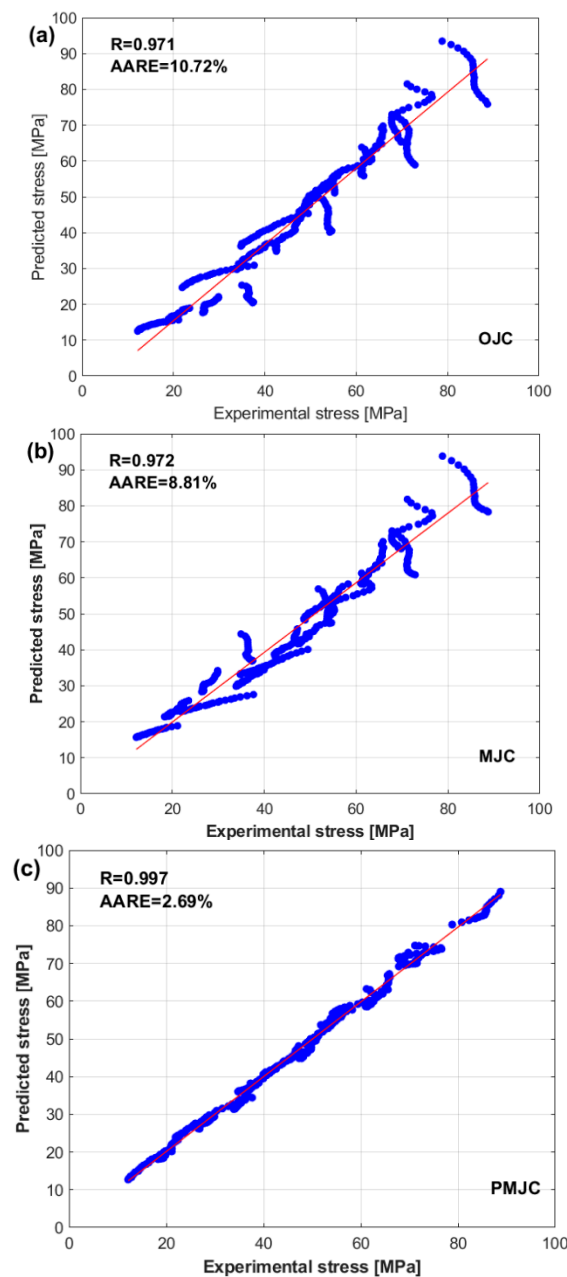 (a)
R=0.971
AARE=10.72%
Predicted stress [MPa]
100
90
80
70
60
50
40
30
20
10
0
OJC
0 20 40 60 80 100
Experimental stress [MPa]
(b)
R=0.972
AARE=8.81%
Predicted stress [MPa]
100
90
80
70
60
50
40
30
20
10
0
MJC
0 20 40 60 80 100
Experimental stress [MPa]
(c)
R=0.997
AARE=2.69%
Predicted stress [MPa]
100
90
80
70
60
50
40
30
20
10
0
PMJC
0 20 40 60 80 100
Experimental stress [MPa]